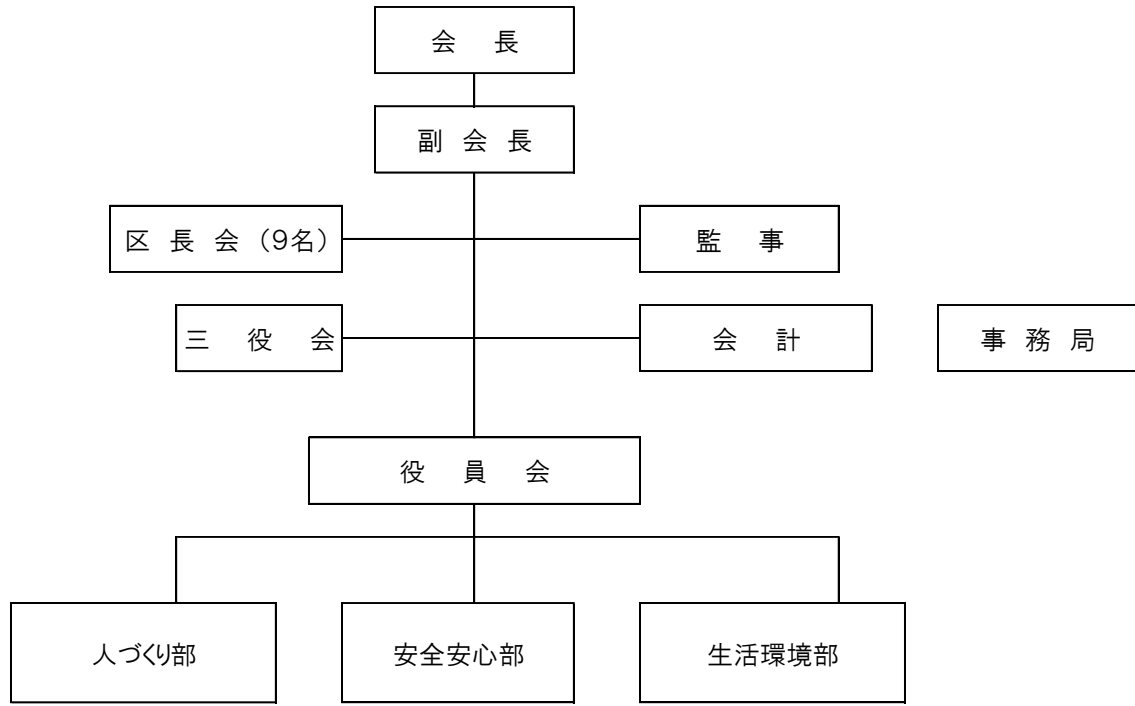 会 長
副 会 長
区 長 会 (9名)
監 事
三 役 会
会 計
事 務 局
役 員 会
人づくり部
安全安心部
生活環境部